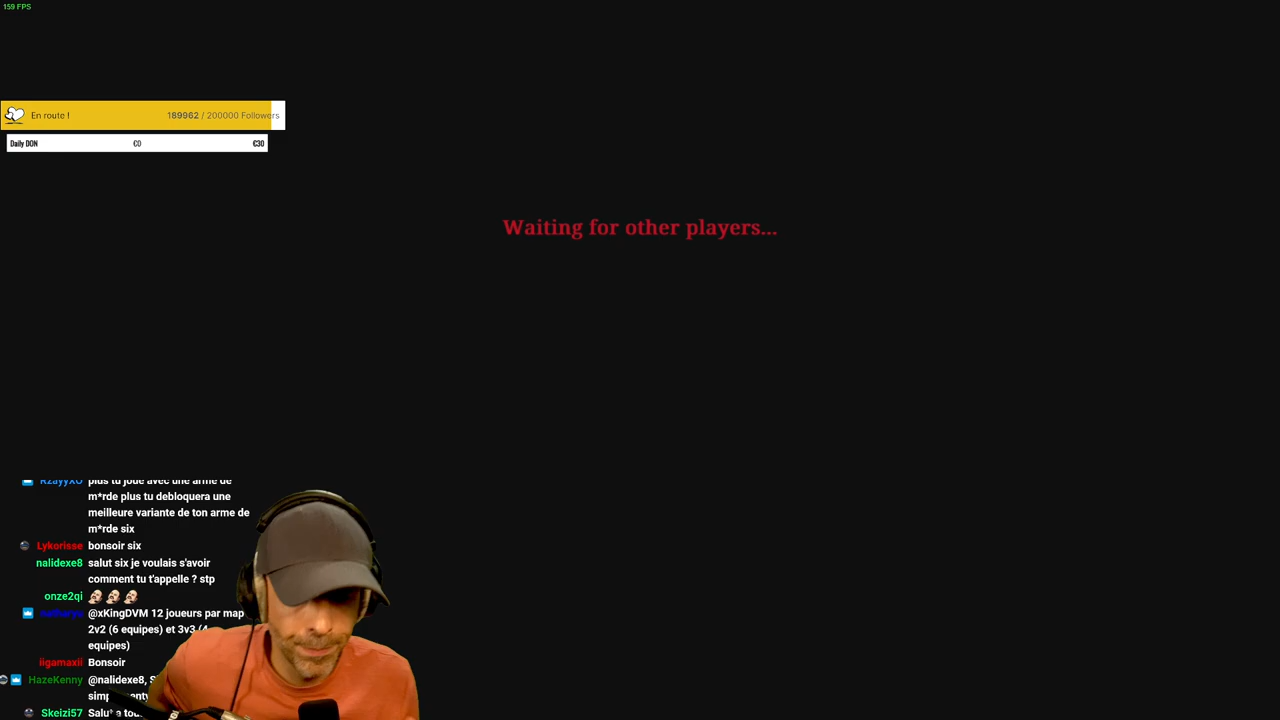 159 FPS
En route !
189962 / 200000 Followers
Daily DON €0 €30
Waiting for other players...
RzayyXO plus tu joue avec une arme de
m*rde plus tu debloquera une
meilleure variante de ton arme de
m*rde six
Lykorisse bonsoir six
nalidexe8 salut six je voulais s'avoir
comment tu t'appelle ? stp
onze2qi
@xKingDVM 12 joueurs par map
2v2 (6 equipes) et 3v3 (4
equipes)
iigamaxii Bonsoir
HazeKenny @nalidexe8,
Skeizi57 Salut a